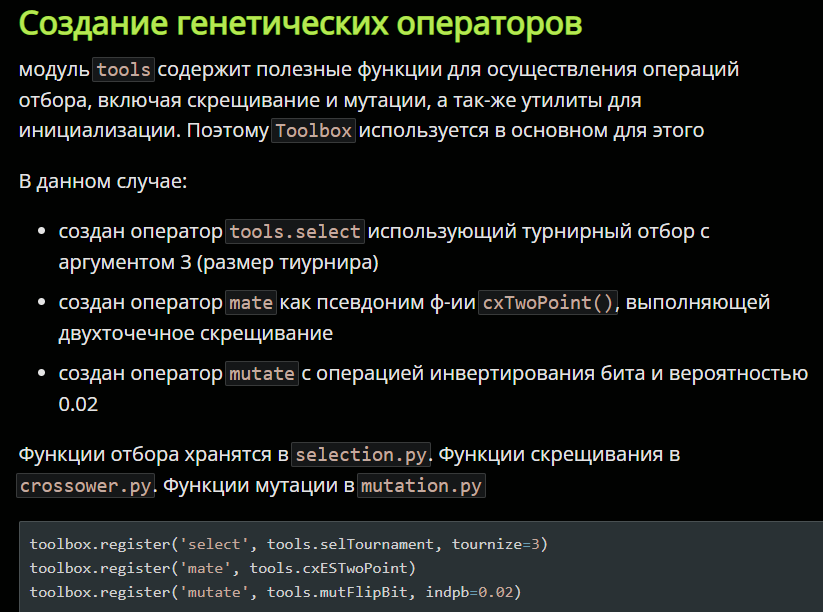 Создание генетических операторов
модуль tools содержит полезные функции для осуществления операций
отбора, включая скрещивание и мутации, а так-же утилиты для
инициализации. Поэтому Toolbox используется в основном для этого
В данном случае:
• создан оператор tools.select использующий турнирный отбор с
аргументом 3 (размер тиурнира)
• создан оператор mate как псевдоним ф-ии cxTwoPoint(), выполняющей
двухточечное скрещивание
• создан оператор mutate с операцией инвертирования бита и вероятностью
0.02
Функции отбора хранятся в selection.py. Функции скрещивания в
crossower.py. Функции мутации в mutation.py
toolbox.register('select', tools.selTournament, tournize=3)
toolbox.register('mate', tools.cxESTwoPoint)
toolbox.register('mutate', tools.mutFlipBit, indpb=0.02)